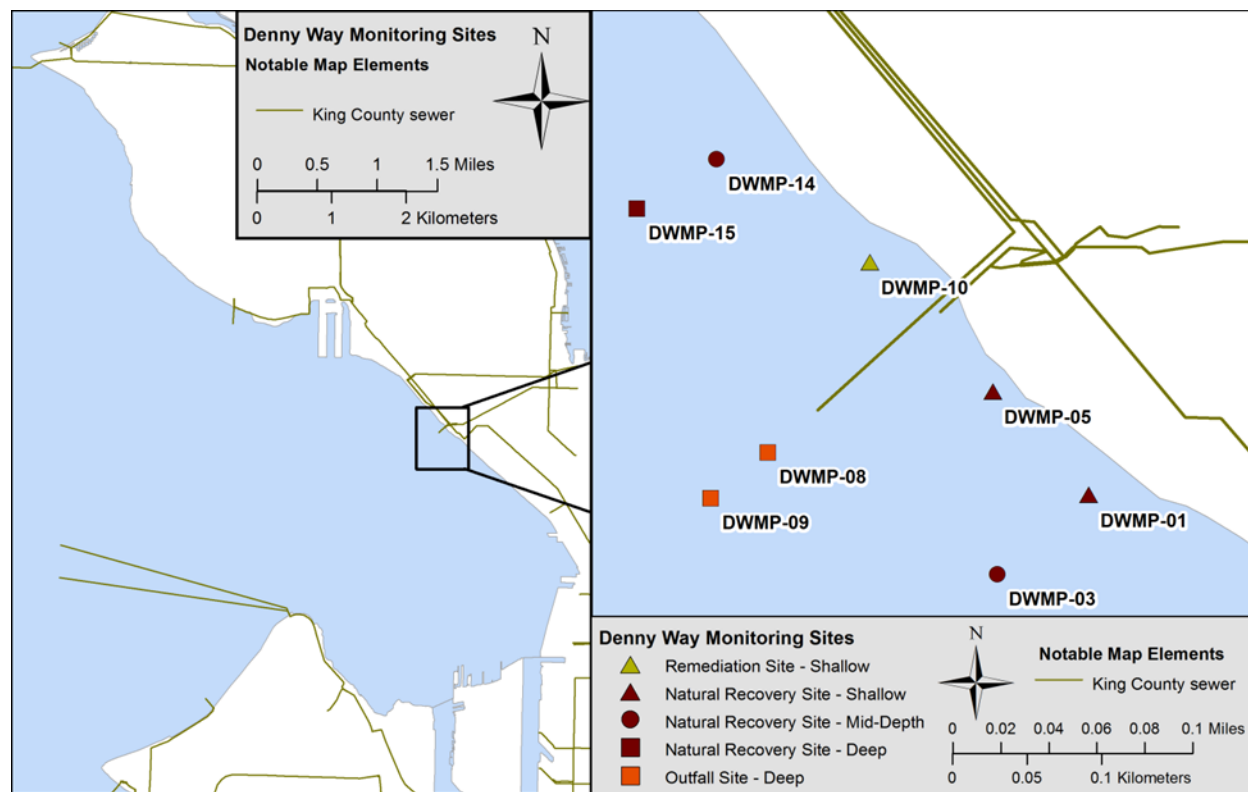 Denny Way Monitoring Sites
N
Notable Map Elements
King County sewer
0 0.5 1 1.5 Miles
0 1 2 Kilometers
DWMP-14
DWMP-15
DWMP-10
DWMP-05
DWMP-08
DWMP-01
DWMP-09
DWMP-03
Denny Way Monitoring Sites
Remediation Site - Shallow
Natural Recovery Site - Shallow
Natural Recovery Site - Mid-Depth
Natural Recovery Site - Deep
Outfall Site - Deep
N
Notable Map Elements
King County sewer
0 0.02 0.04 0.06 0.08 0.1 Miles
0 0.05 0.1 Kilometers